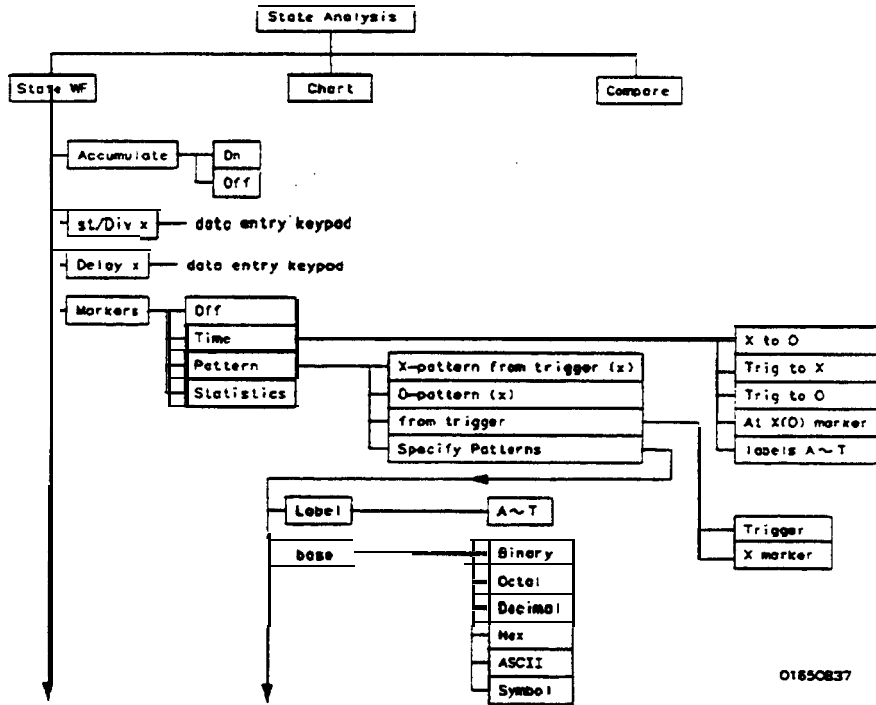 State Analysis
State WF
Chart
Compare
Accumulate
On
Off
st/Div x
data entry keypad
Delay x
data entry keypad
Markers
Off
Time
Pattern
Statistics
X-pattern from trigger (x)
O-pattern (x)
from trigger
Specify Patterns
X to O
Trig to X
Trig to O
At X(O) marker
labels A~T
Label
A~T
Trigger
X marker
base
Binary
Octal
Decimal
Hex
ASCII
Symbol
01650B37